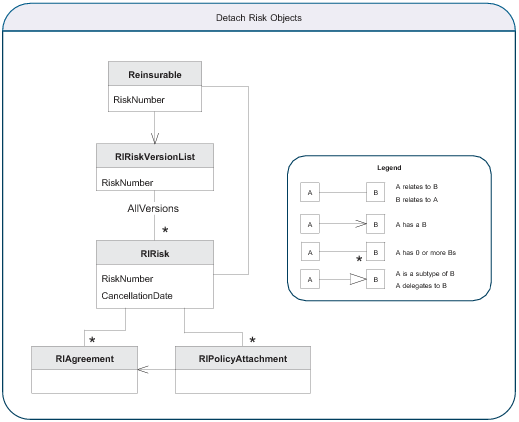 Detach Risk Objects
Reinsurable
RiskNumber
RIRiskVersionList
RiskNumber
AllVersions
*
RIRisk
RiskNumber
CancellationDate
*
*
RIAgreement
RIPolicyAttachment
Legend
A
B
A relates to B
B relates to A
A
B
A has a B
A
B
A has 0 or more Bs
*
A
B
A is a subtype of B
A delegates to B